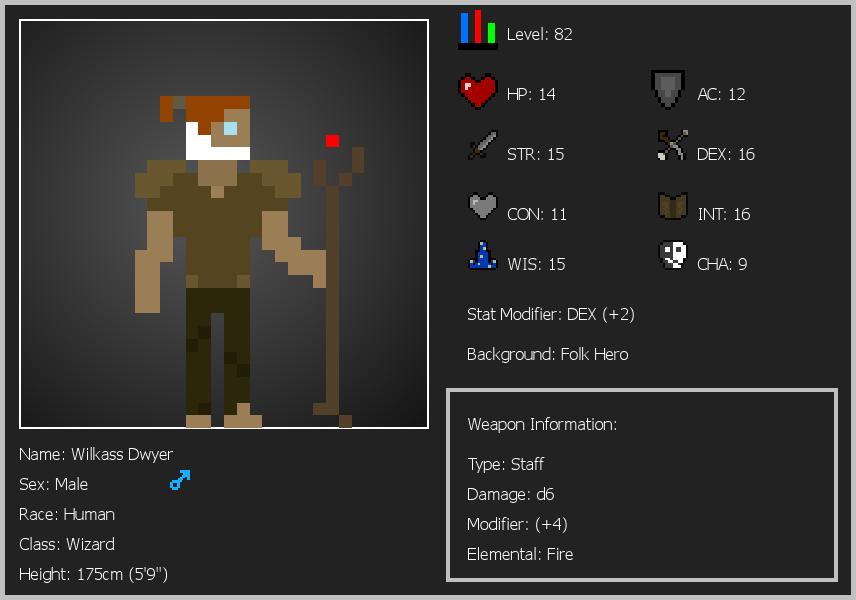 Level: 82
HP: 14
AC: 12
STR: 15
DEX: 16
CON: 11
INT: 16
WIS: 15
CHA: 9
Stat Modifier: DEX (+2)
Background: Folk Hero
Weapon Information:
Type: Staff
Damage: d6
Modifier: (+4)
Elemental: Fire
Name: Wilkass Dwyer
Sex: Male
Race: Human
Class: Wizard
Height: 175cm (5'9")